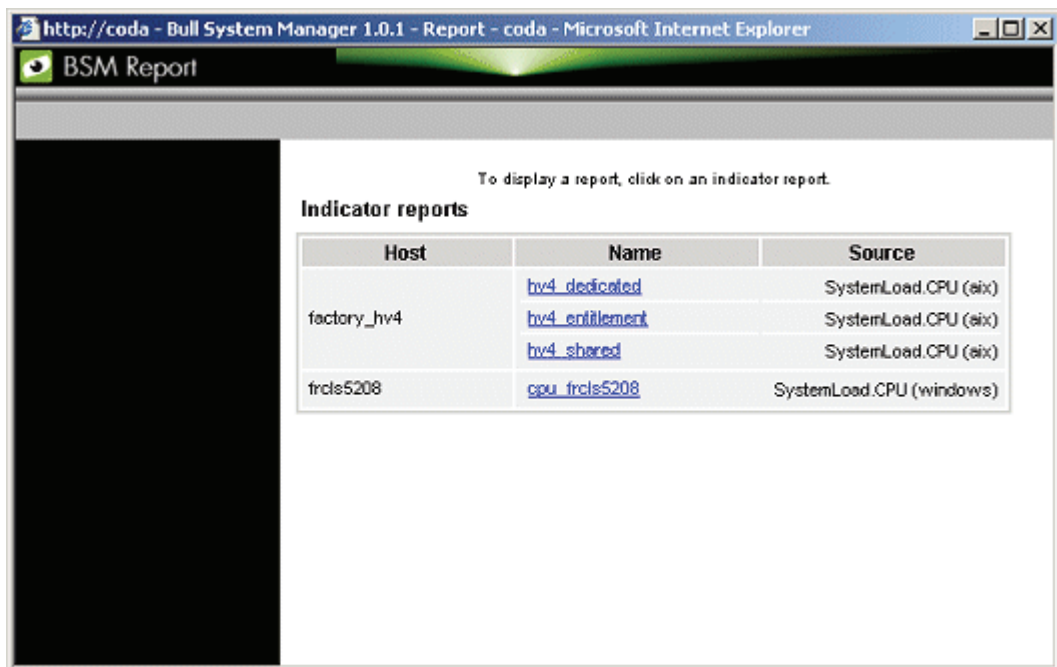 http://coda - Bull System Manager 1.0.1 - Report - coda - Microsoft Internet Explorer
BSM Report
To display a report, click on an indicator report.
Indicator reports
Host Name Source
factory_hv4
hv4_dedicated SystemLoad.CPU (aix)
hv4_entitlement SystemLoad.CPU (aix)
hv4_shared SystemLoad.CPU (aix)
frcls5208 cpu_frcls5208 SystemLoad.CPU (windows)